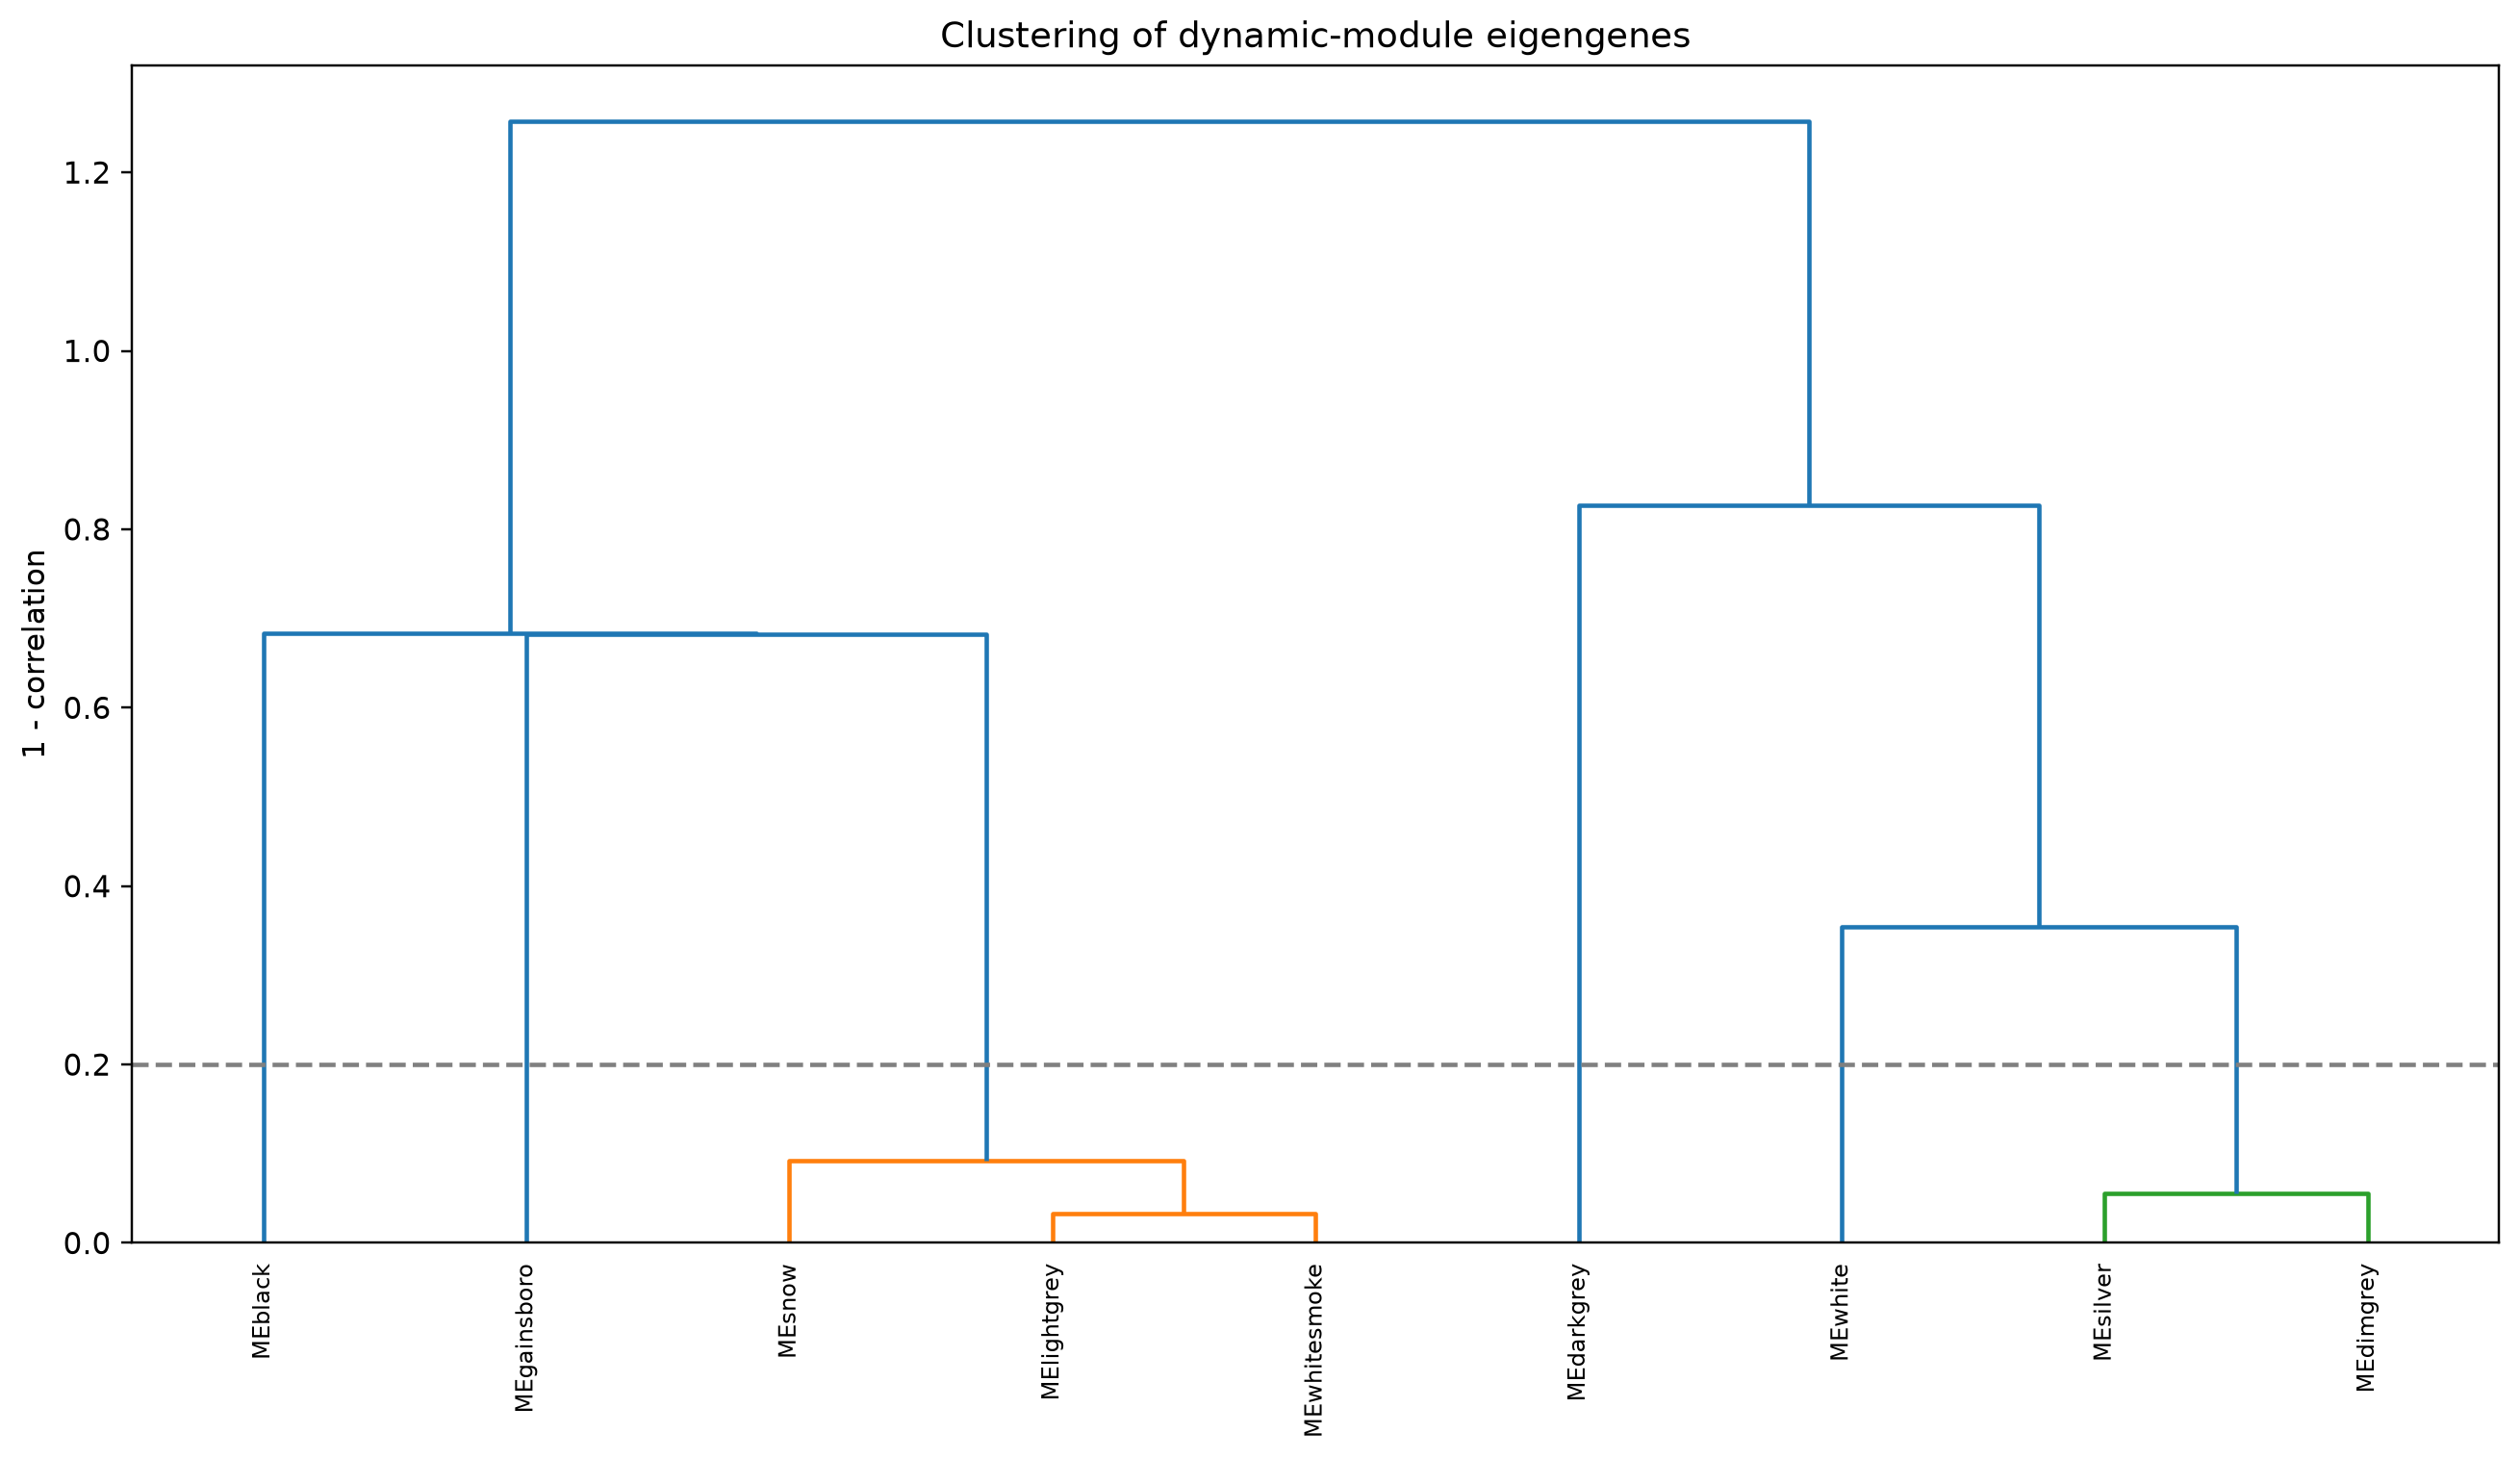 Clustering of dynamic-module eigengenes
1 - correlation
1.2
1.0
0.8
0.6
0.4
0.2
0.0
MEblack
MEgainsboro
MEsnow
MElightgrey
MEwhitesmoke
MEdarkgrey
MEwhite
MEsilver
MEdimgrey